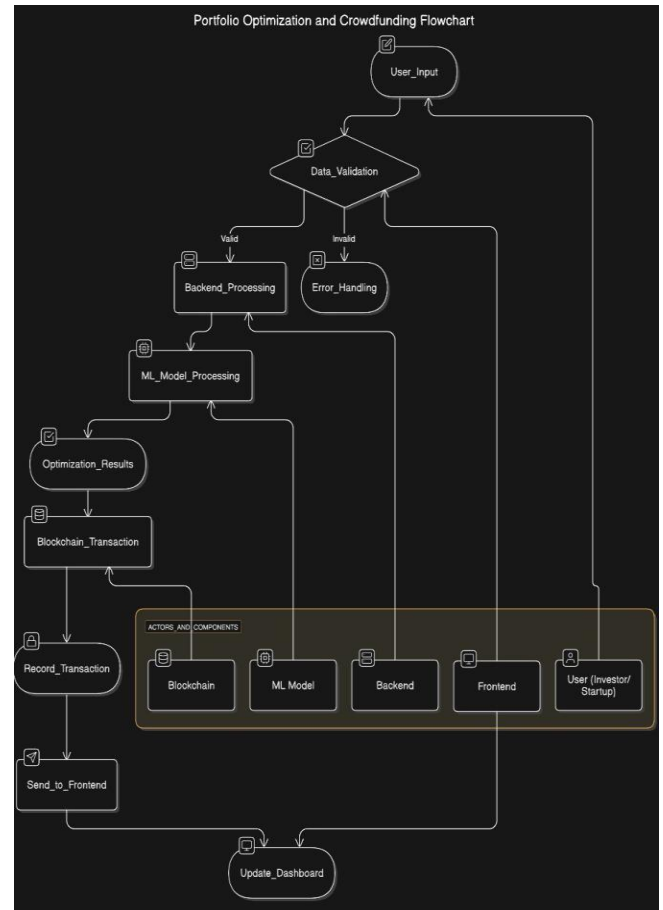 Portfolio Optimization and Crowdfunding Flowchart
User_Input
Data_Validation
Valid
Invalid
Backend_Processing
Error_Handling
ML_Model_Processing
Optimization_Results
Blockchain_Transaction
ACTORS_AND_COMPONENTS
Record_Transaction
Blockchain
ML Model
Backend
Frontend
User (Investor/
Startup)
Send_to_Frontend
Update_Dashboard